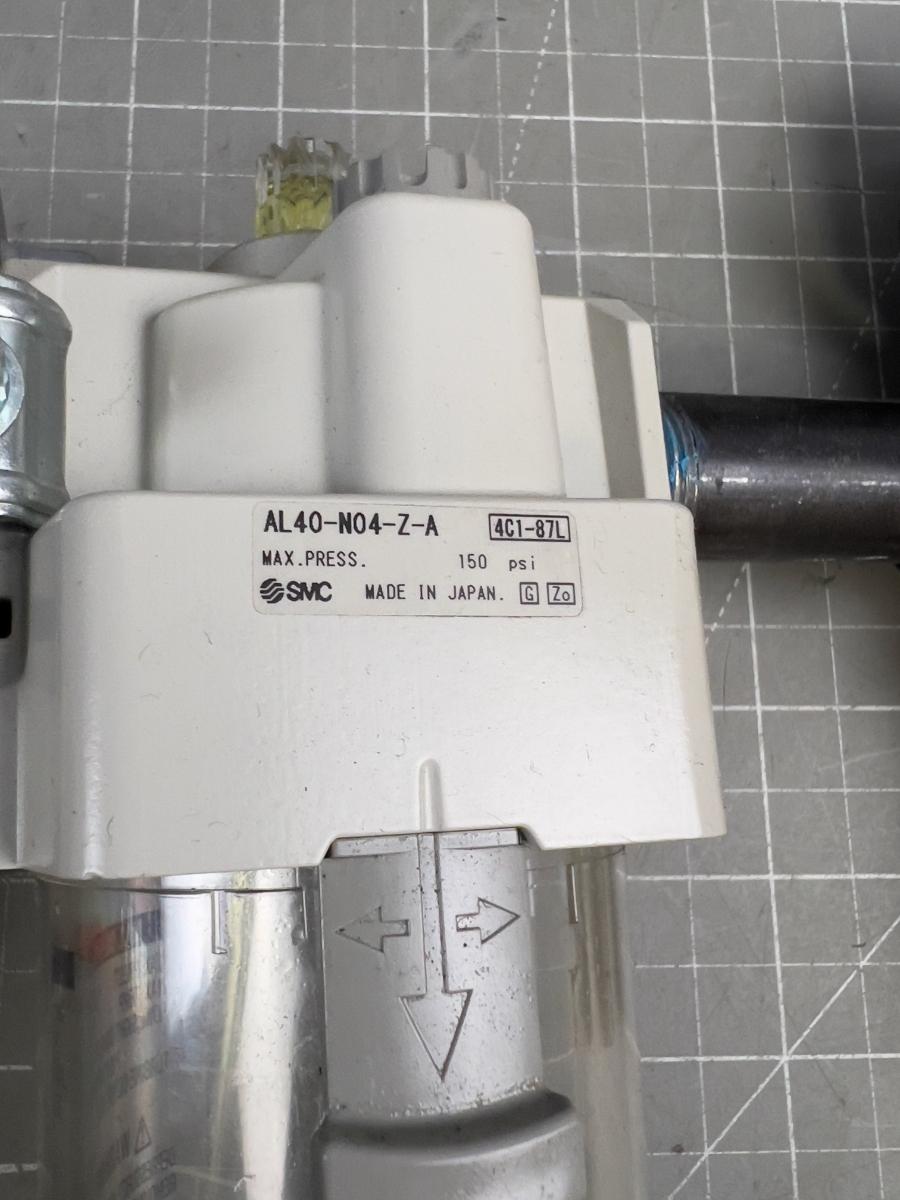 AL40-N04-Z-A 4C1-87L
MAX.PRESS. 150 psi
SMC MADE IN JAPAN. G Zo